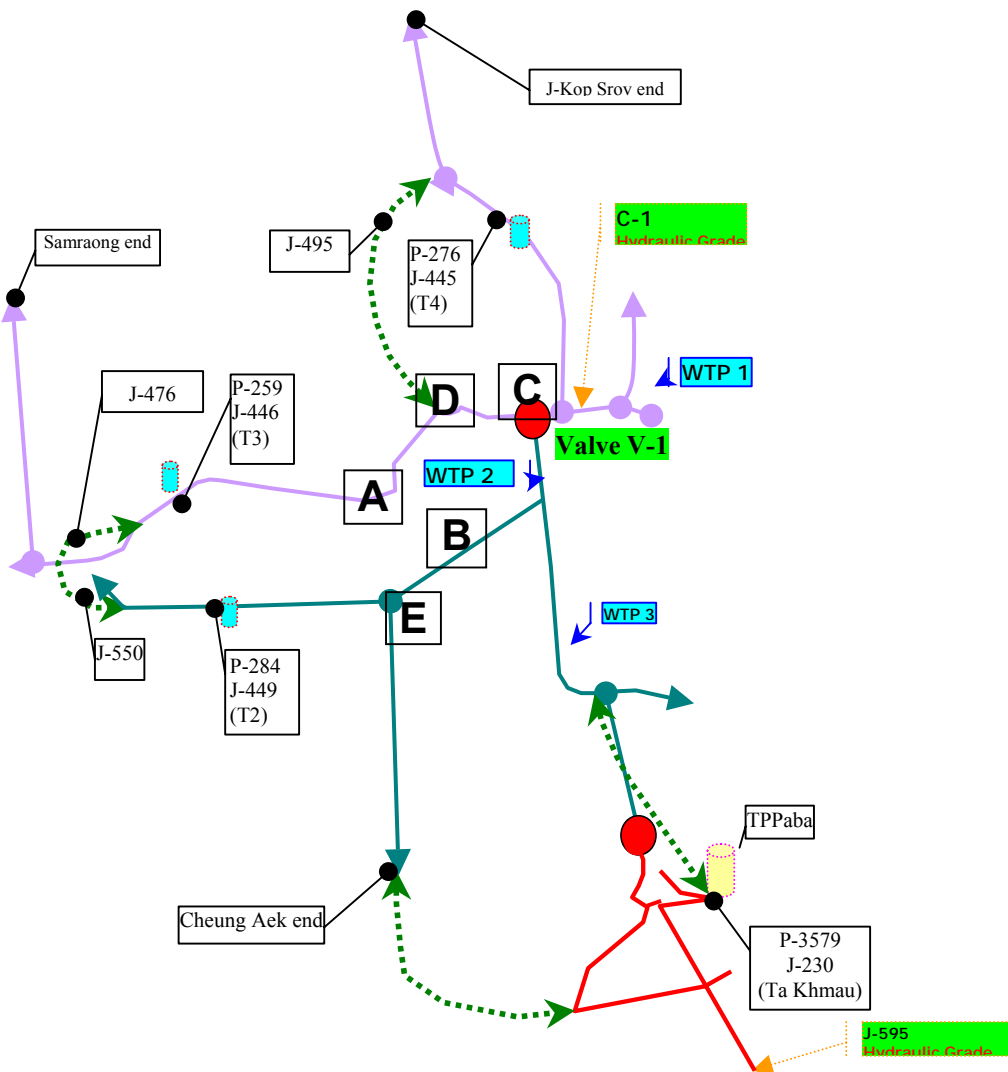 J-Kop Srov end
C-1
Hydraulic Grade
Samraong end
J-495
P-276
J-445
(T4)
WTP 1
J-476
P-259
J-446
(T3)
D
C
Valve V-1
WTP 2
A
B
E
WTP 3
J-550
P-284
J-449
(T2)
TPPaba
Cheung Aek end
P-3579
J-230
(Ta Khmau)
J-595
Hydraulic Grade